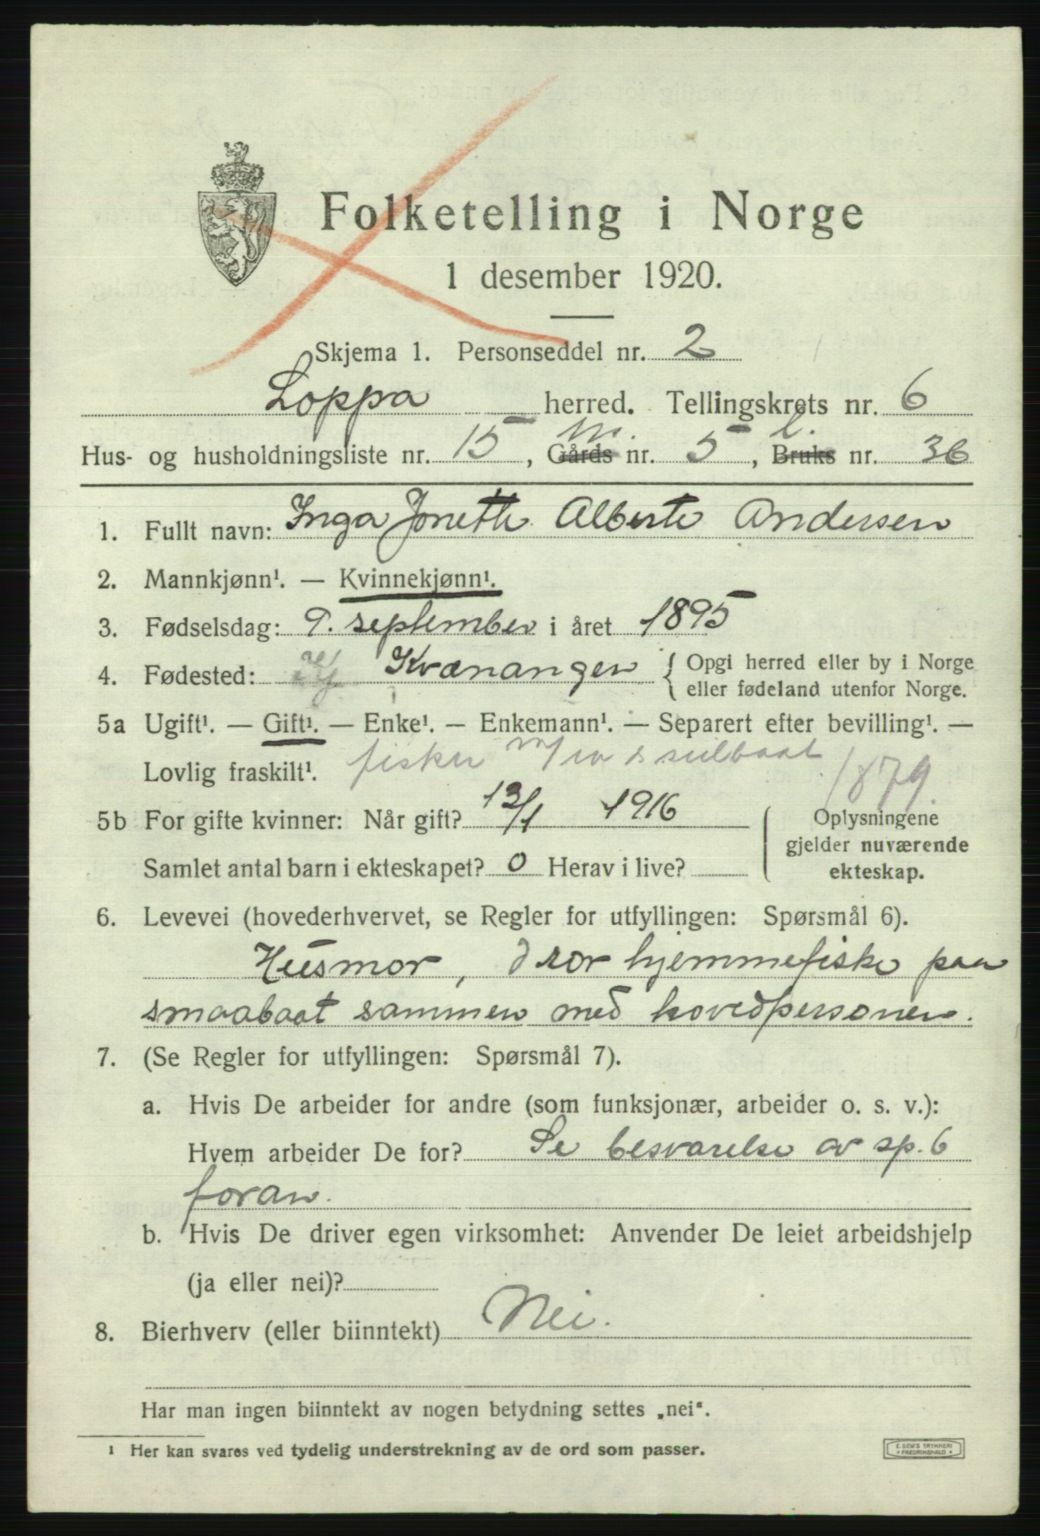 Folketelling i Norge
1 desember 1920.
Skjema 1. Personseddel nr. 2
Loppa herred. Tellingskrets nr. 6
Hus- og husholdningsliste nr. 15, Gårds m. nr. 5, Bruks l. nr. 36
1. Fullt navn: Inga Joneth Alberte Andersen
2. Mannkjønn¹. — Kvinnekjønn¹.
3. Fødselsdag: 9. september i året 1895
4. Fødested: Kvænangen { Opgi herred eller by i Norge
eller fødeland utenfor Norge.
5a Ugift¹. — Gift¹. — Enke¹. — Enkemann¹. — Separert efter bevilling¹. —
Lovlig fraskilt¹. fisker 1879.
5b For gifte kvinner: Når gift? 12/1 1916
Samlet antal barn i ekteskapet? 0 Herav i live?
Oplysningene
gjelder nuværende
ekteskap.
6. Levevei (hovederhvervet, se Regler for utfyllingen: Spørsmål 6).
Husmor, dror hjemmefiske paa
smaabaat sammen med hovedpersonen.
7. (Se Regler for utfyllingen: Spørsmål 7).
a. Hvis De arbeider for andre (som funksjonær, arbeider o. s. v.):
Hvem arbeider De for? Se besvarelse av sp. 6
foran.
b. Hvis De driver egen virksomhet: Anvender De leiet arbeidshjelp
(ja eller nei)?
8. Bierhverv (eller biinntekt) Nei.
Har man ingen biinntekt av nogen betydning settes „nei“.
¹ Her kan svares ved tydelig understrekning av de ord som passer.